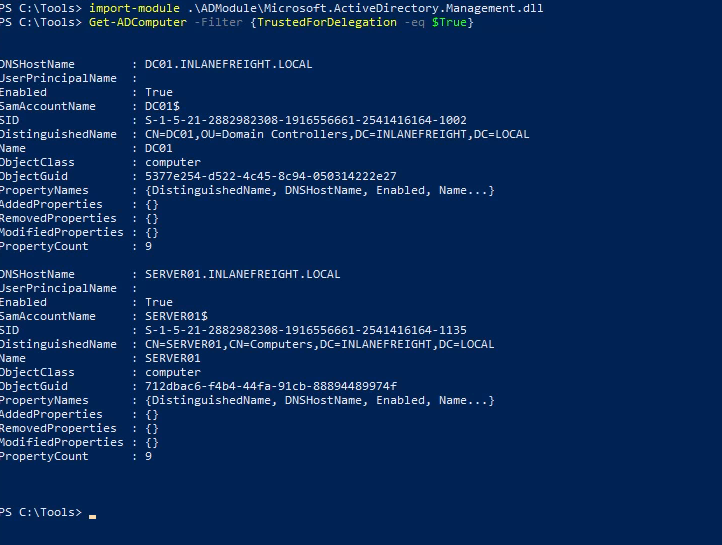 PS C:\Tools> import-module .\ADModule\Microsoft.ActiveDirectory.Management.dll
PS C:\Tools> Get-ADComputer -Filter {TrustedForDelegation -eq $True}
DNSHostName : DC01.INLANEFREIGHT.LOCAL
UserPrincipalName :
Enabled : True
SamAccountName : DC01$
SID : S-1-5-21-2882982308-1916556661-2541416164-1002
DistinguishedName : CN=DC01,OU=Domain Controllers,DC=INLANEFREIGHT,DC=LOCAL
Name : DC01
ObjectClass : computer
ObjectGuid : 5377e254-d522-4c45-8c94-050314222e27
PropertyNames : {DistinguishedName, DNSHostName, Enabled, Name...}
AddedProperties : {}
RemovedProperties : {}
ModifiedProperties : {}
PropertyCount : 9
DNSHostName : SERVER01.INLANEFREIGHT.LOCAL
UserPrincipalName :
Enabled : True
SamAccountName : SERVER01$
SID : S-1-5-21-2882982308-1916556661-2541416164-1135
DistinguishedName : CN=SERVER01,CN=Computers,DC=INLANEFREIGHT,DC=LOCAL
Name : SERVER01
ObjectClass : computer
ObjectGuid : 712dbac6-f4b4-44fa-91cb-88894489974f
PropertyNames : {DistinguishedName, DNSHostName, Enabled, Name...}
AddedProperties : {}
RemovedProperties : {}
ModifiedProperties : {}
PropertyCount : 9
PS C:\Tools>